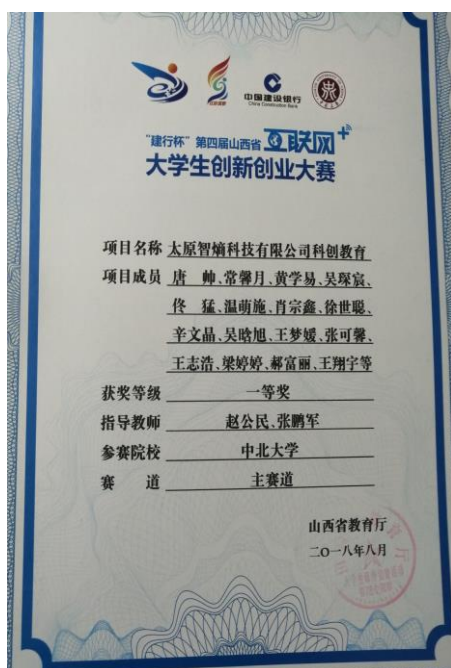 中国建设银行
China Construction Bank
“建行杯”第四届山西省互联网+
大学生创新创业大赛
项目名称 太原智熵科技有限公司科创教育
项目成员 唐 帅、常馨月、黄学易、吴琛宸、
佟 猛、温萌施、肖宗鑫、徐世聪、
辛文晶、吴晗旭、王梦媛、张可馨、
王志浩、梁婷婷、郝富丽、王翔宇等
获奖等级 一等奖
指导教师 赵公民、张鹏军
参赛院校 中北大学
赛 道 主赛道
山西省教育厅
二〇一八年八月